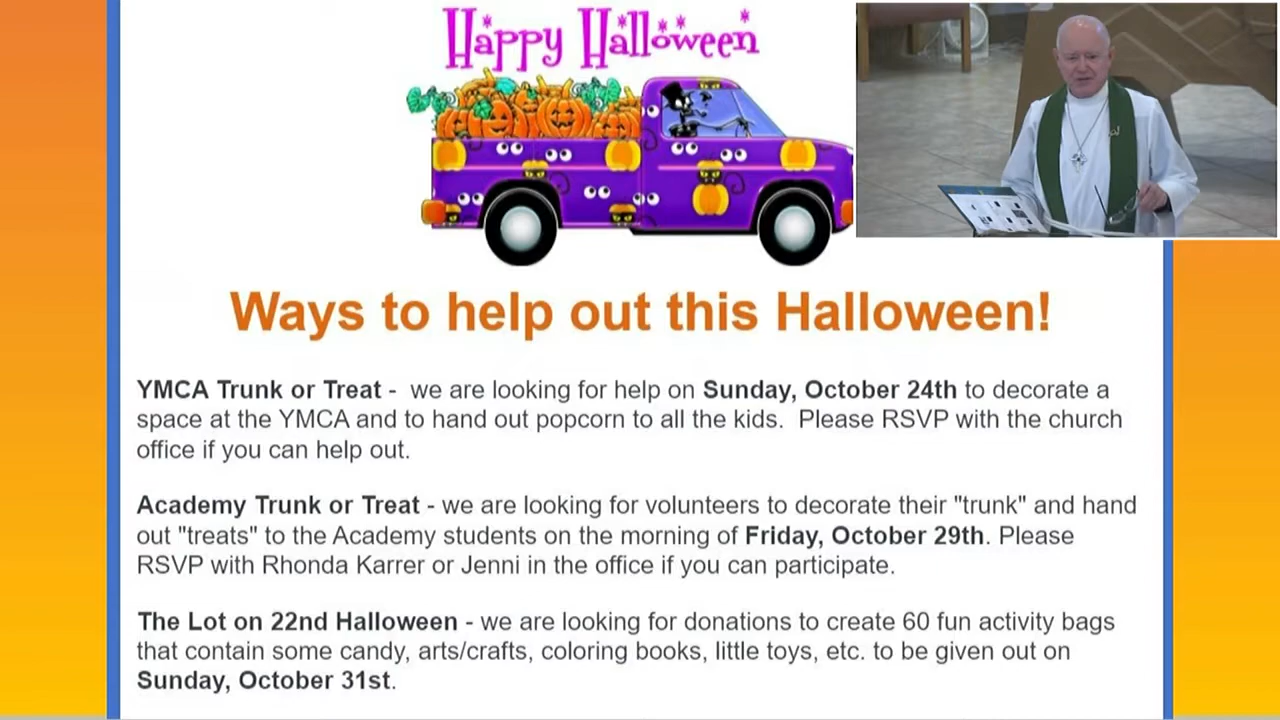 Happy Halloween
Ways to help out this Halloween!
YMCA Trunk or Treat -  we are looking for help on Sunday, October 24th to decorate a
space at the YMCA and to hand out popcorn to all the kids.  Please RSVP with the church
office if you can help out.
Academy Trunk or Treat - we are looking for volunteers to decorate their "trunk" and hand
out "treats" to the Academy students on the morning of Friday, October 29th. Please
RSVP with Rhonda Karrer or Jenni in the office if you can participate.
The Lot on 22nd Halloween - we are looking for donations to create 60 fun activity bags
that contain some candy, arts/crafts, coloring books, little toys, etc. to be given out on
Sunday, October 31st.